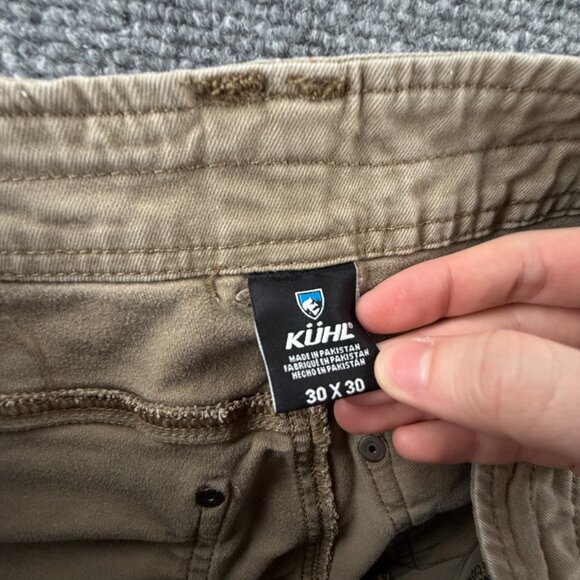 KÜHL®
MADE IN PAKISTAN
FABRIQUÉ EN PAKISTAN
HECHO EN PAKISTAN
30 X 30